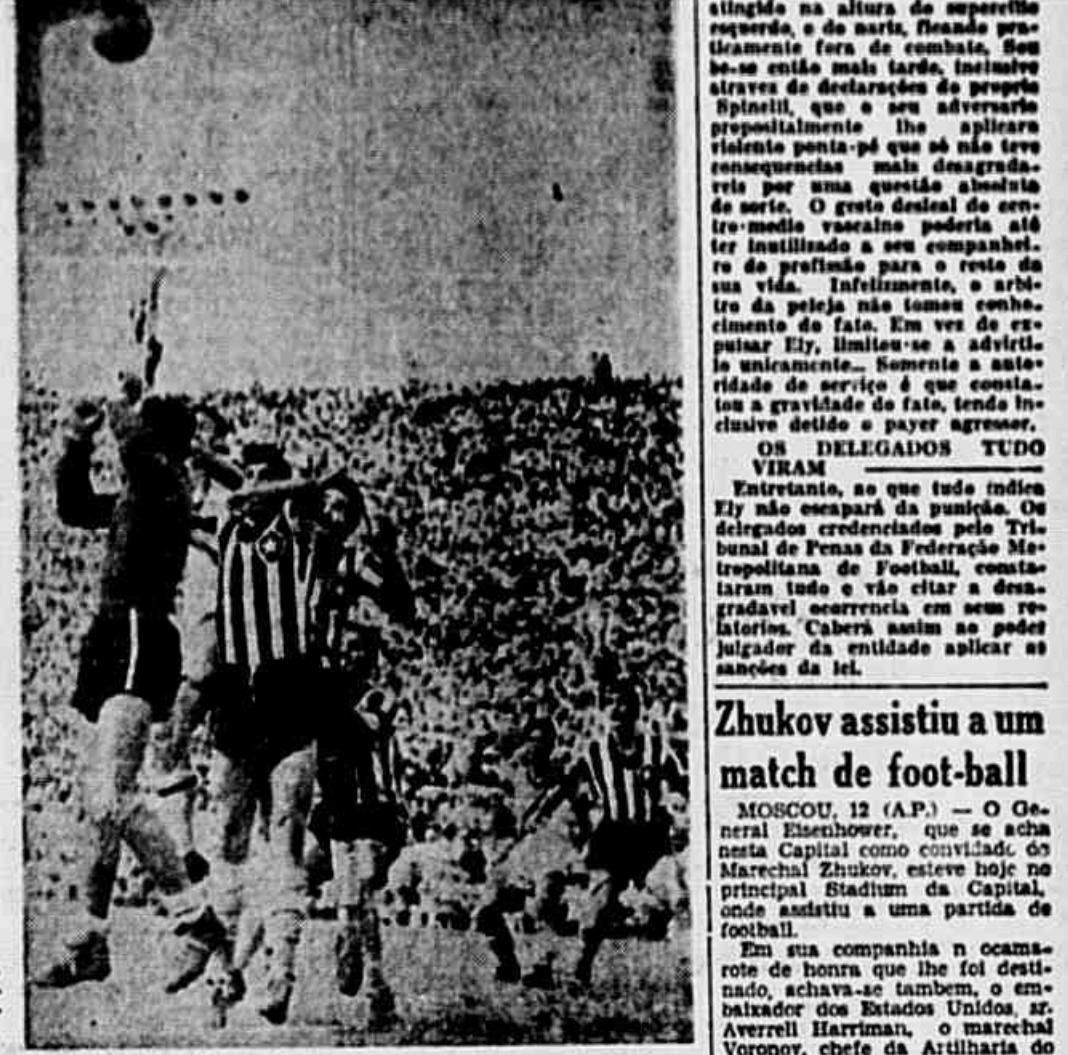 atingido na altura do supercilio
esquerdo, e do nariz, ficando pra-
ticamente fora de combate. Sou
be-se então mais tarde, inclusive
atraves de declarações do proprio
Spinelli, que o seu adversario
propositalmente lhe aplicara
violento ponta-pé que só não teve
consequencias mais desagrada-
veis por uma questão absoluta
de sorte. O gesto desleal do cen-
tro-medio vascaino poderia até
ter inutilizado a seu companhei-
ro de profissão para o resto da
sua vida. Infelizmente, o arbi-
tro da peleja não tomou conhe-
cimento do fato. Em vez de ex-
pulsar Ely, limitou-se a adverti-
lo unicamente... Somente a auto-
ridade de serviço é que consta-
tou a gravidade do fato, tendo in-
clusive detido o payer agressor.
OS DELEGADOS TUDO
VIRAM
Entretanto, ao que tudo indica
Ely não escapará da punição. Os
delegados credenciados pelo Tri-
bunal de Penas da Federação Me-
tropolitana de Football, consta-
taram tudo e vão citar a desa-
gradavel ocorrencia em seus re-
latorios. Caberá assim ao poder
julgador da entidade aplicar as
sanções da lei.
Zhukov assistiu a um
match de foot-ball
MOSCOU, 12 (A.P.) — O Ge-
neral Eisenhower, que se acha
nesta Capital como convidado do
Marechal Zhukov, esteve hoje no
principal Stadium da Capital,
onde assistiu a uma partida de
football.
Em sua companhia n ocama-
rote de honra que lhe foi desti-
nado, achava-se tambem, o em-
baixador dos Estados Unidos, sr.
Averrell Harriman, o marechal
Voronov, chefe da Artilharia do